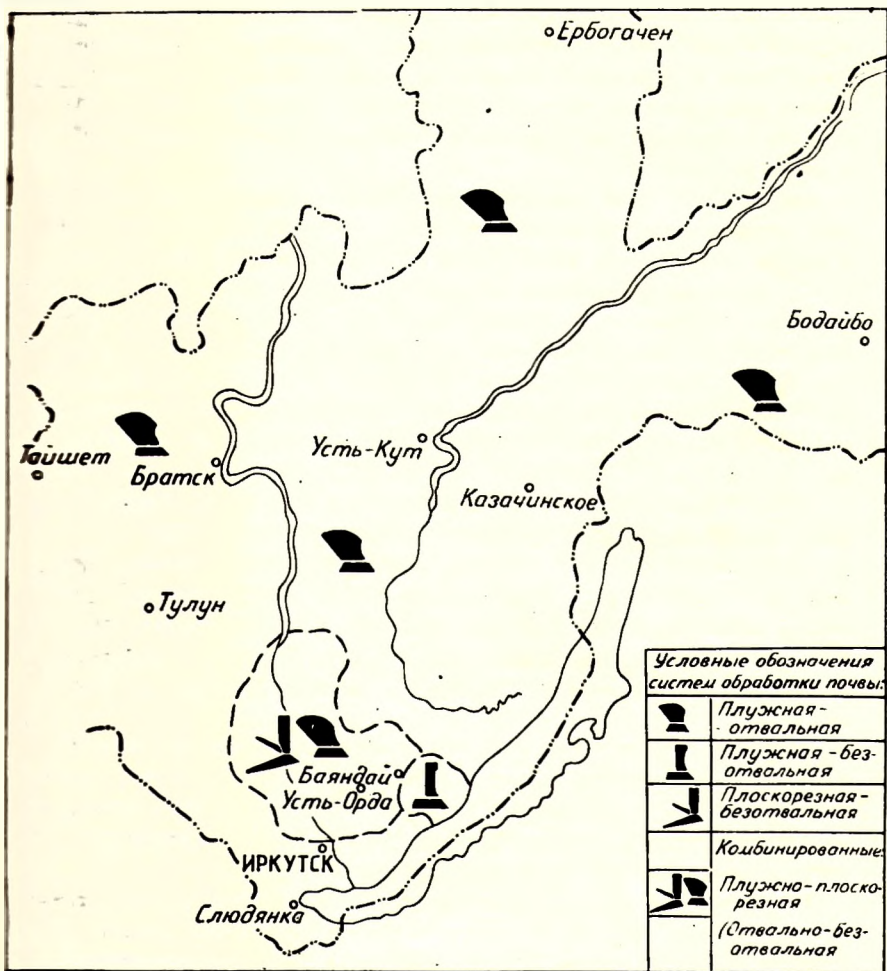 Ербогачен
Бодайбо
Усть-Кут
Тайшет
Братск
Казачинское
Тулун
Баяндай
Усть-Орда
ИРКУТСК
Слюдянка
Условные обозначения
систем обработки почвы:
Плужная-
отвальная
Плужная-без-
отвальная
Плоскорезная-
безотвальная
Комбинированные:
Плужно-плоско-
резная
(Отвально-без-
отвальная